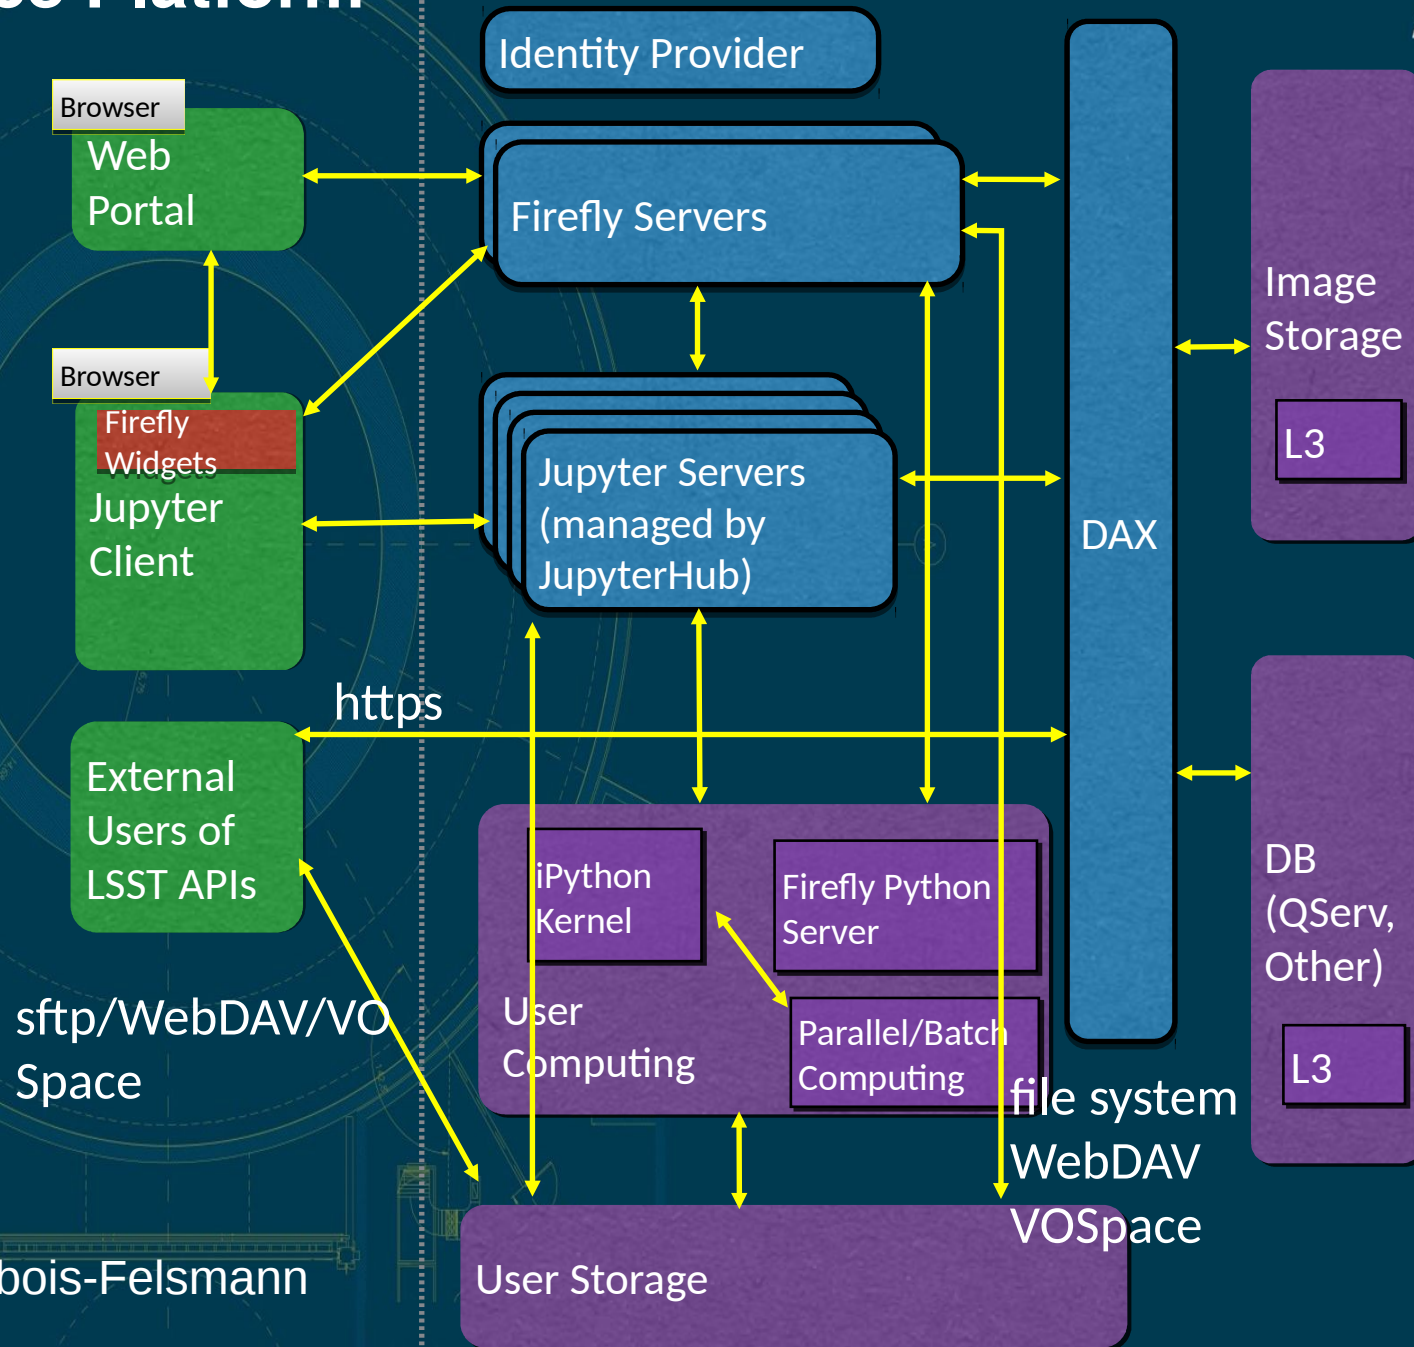 Platform
Identity Provider
Browser
Web
Portal
Firefly Servers
Image
Storage
L3
Browser
Firefly
Widgets
Jupyter
Client
Jupyter Servers
(managed by
JupyterHub)
DAX
https
External
Users of
LSST APIs
iPython
Kernel
Firefly Python
Server
User
Computing
Parallel/Batch
Computing
DB
(QServ,
Other)
L3
sftp/WebDAV/VO
Space
file system
WebDAV
VOSpace
bois-Felsmann
User Storage